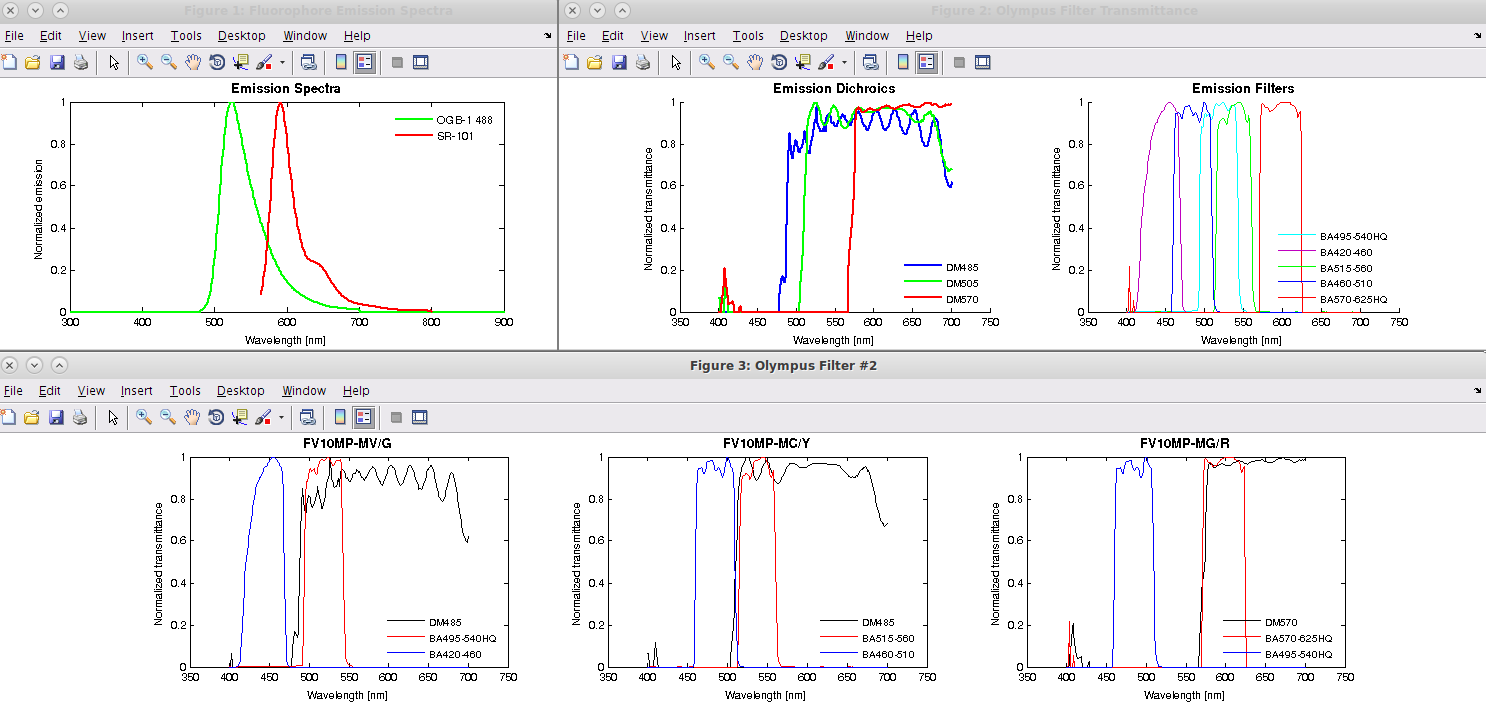 Figure 1: Fluorophore Emission Spectra
File Edit View Insert Tools Desktop Window Help
Emission Spectra
Normalized emission
1
0.8
0.6
0.4
0.2
0
300 400 500 600 700 800 900
Wavelength [nm]
OGB-1 488
SR-101
Figure 2: Olympus Filter Transmittance
File Edit View Insert Tools Desktop Window Help
Emission Dichroics
Normalized transmittance
1
0.8
0.6
0.4
0.2
0
350 400 450 500 550 600 650 700 750
Wavelength [nm]
DM485
DM505
DM570
Emission Filters
Normalized transmittance
1
0.8
0.6
0.4
0.2
0
350 400 450 500 550 600 650 700 750
Wavelength [nm]
BA495-540HQ
BA420-460
BA515-560
BA460-510
BA570-625HQ
Figure 3: Olympus Filter #2
File Edit View Insert Tools Desktop Window Help
FV10MP-MV/G
Normalized transmittance
1
0.8
0.6
0.4
0.2
0
350 400 450 500 550 600 650 700 750
Wavelength [nm]
DM485
BA495-540HQ
BA420-460
FV10MP-MC/Y
Normalized transmittance
1
0.8
0.6
0.4
0.2
0
350 400 450 500 550 600 650 700 750
Wavelength [nm]
DM485
BA515-560
BA460-510
FV10MP-MG/R
Normalized transmittance
1
0.8
0.6
0.4
0.2
0
350 400 450 500 550 600 650 700 750
Wavelength [nm]
DM570
BA570-625HQ
BA495-540HQ